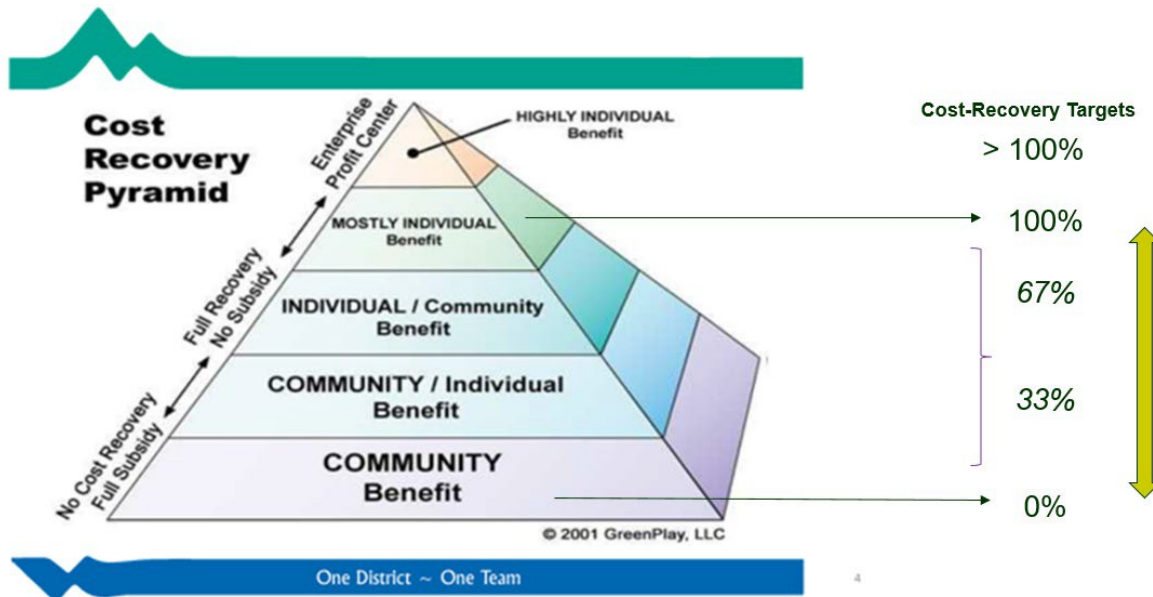 Cost
Recovery
Pyramid
Enterprise
Profit Center
Full Recovery
No Subsidy
No Cost Recovery
Full Subsidy
HIGHLY INDIVIDUAL
Benefit
MOSTLY INDIVIDUAL
Benefit
INDIVIDUAL / Community
Benefit
COMMUNITY / Individual
Benefit
COMMUNITY
Benefit
© 2001 GreenPlay, LLC
Cost-Recovery Targets
> 100%
100%
67%
33%
0%
One District ~ One Team
4